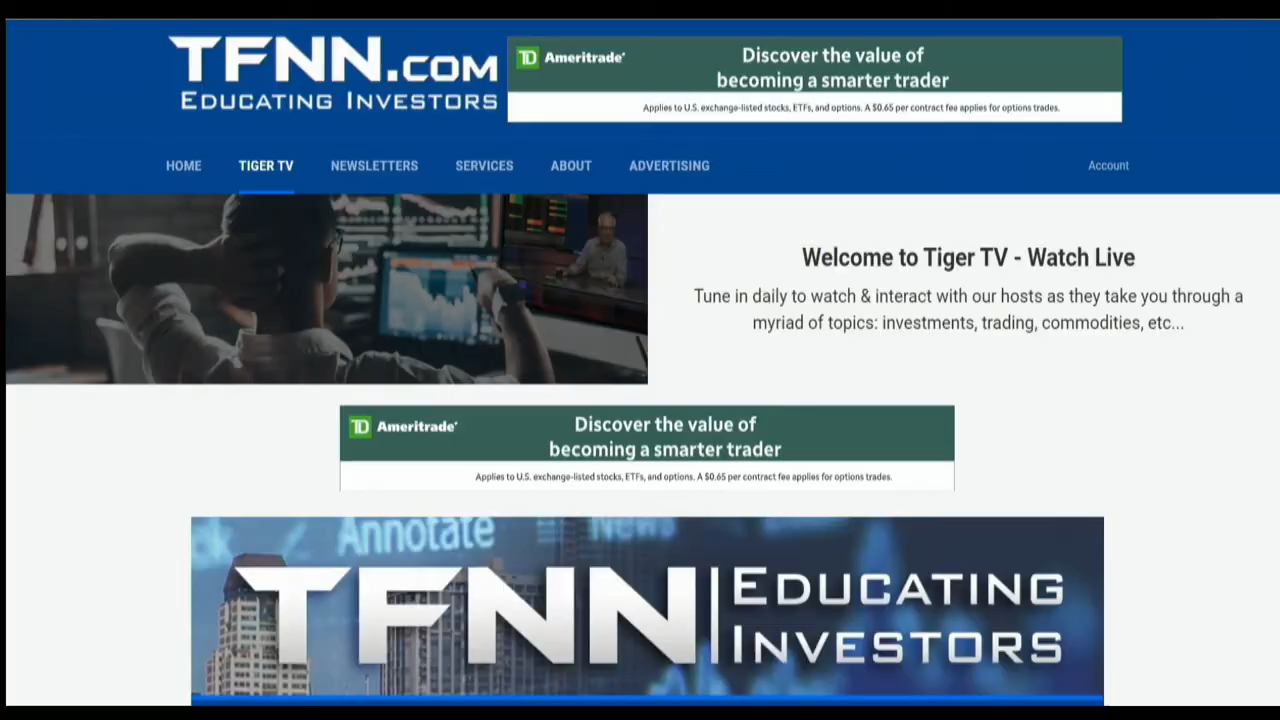 TFNN.COM
EDUCATING INVESTORS
TD Ameritrade
Discover the value of
becoming a smarter trader
Applies to U.S. exchange-listed stocks, ETFs, and options. A $0.65 per contract fee applies for options trades.
HOME TIGER TV NEWSLETTERS SERVICES ABOUT ADVERTISING Account
Welcome to Tiger TV - Watch Live
Tune in daily to watch & interact with our hosts as they take you through a
myriad of topics: investments, trading, commodities, etc...
TD Ameritrade
Discover the value of
becoming a smarter trader
Applies to U.S. exchange-listed stocks, ETFs, and options. A $0.65 per contract fee applies for options trades.
Annotate News
TFNN EDUCATING
INVESTORS